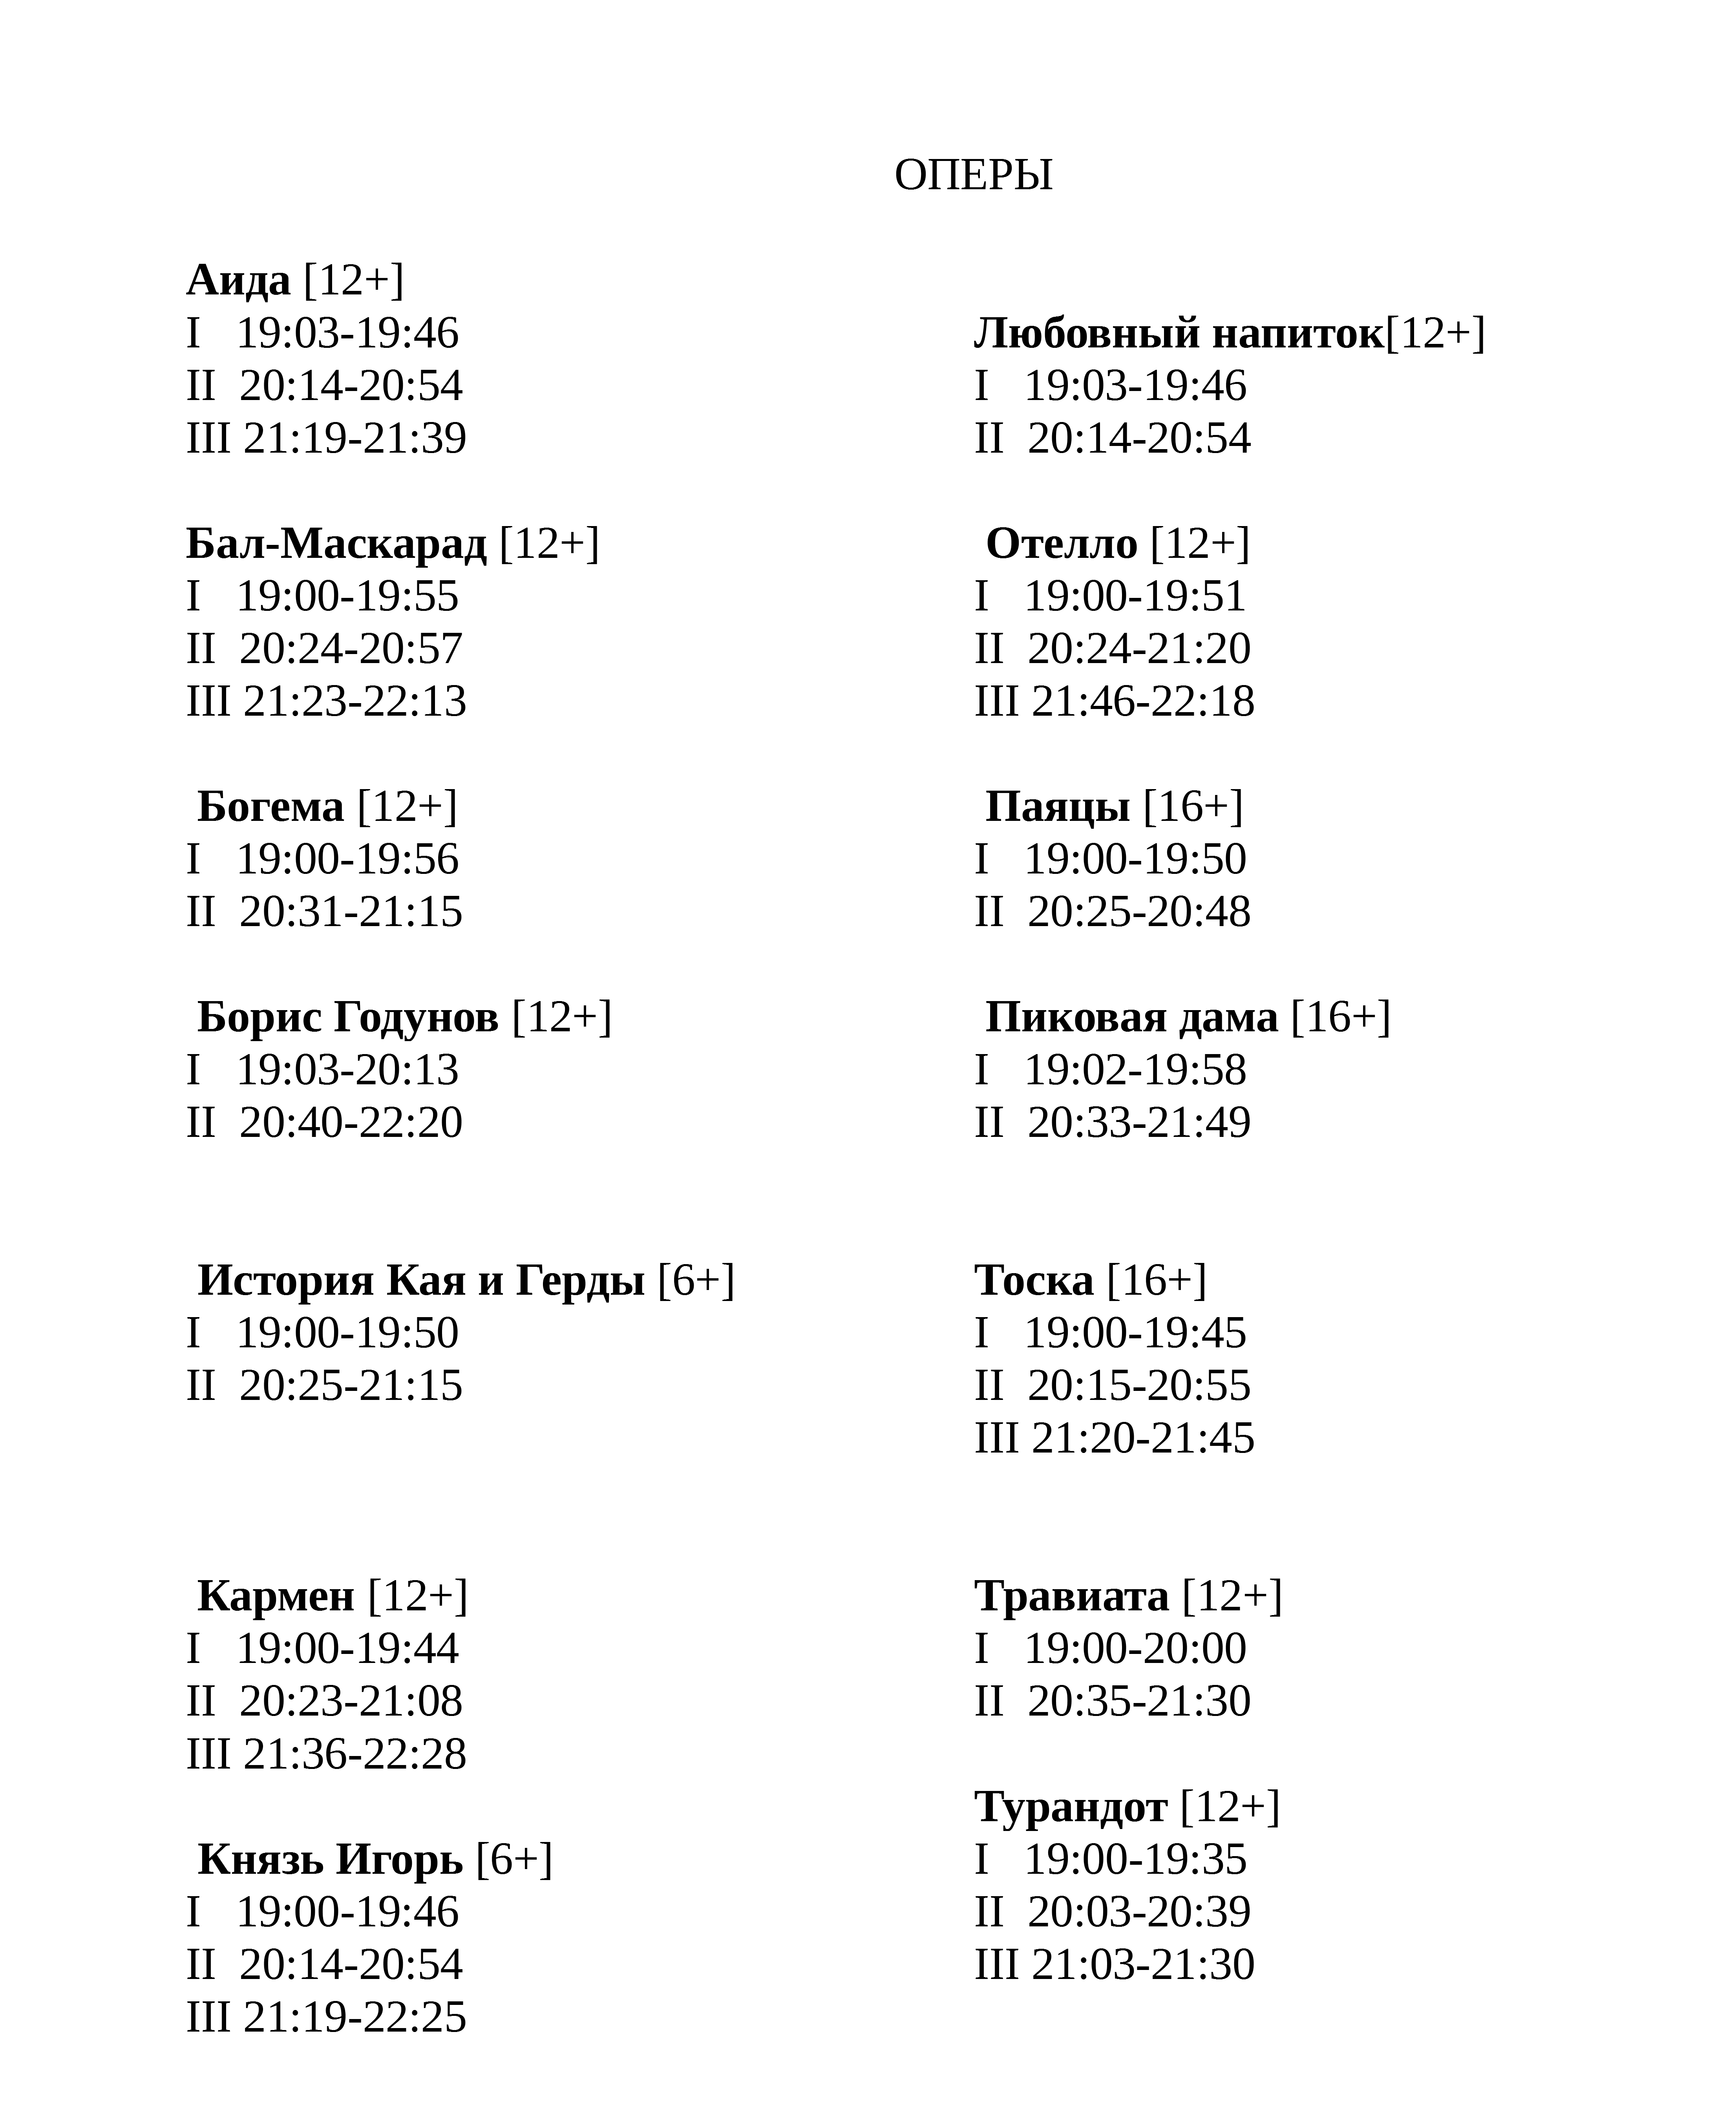 ОПЕРЫ
Аида [12+]
I 19:03-19:46
II 20:14-20:54
III 21:19-21:39
Бал-Маскарад [12+]
I 19:00-19:55
II 20:24-20:57
III 21:23-22:13
Богема [12+]
I 19:00-19:56
II 20:31-21:15
Борис Годунов [12+]
I 19:03-20:13
II 20:40-22:20
История Кая и Герды [6+]
I 19:00-19:50
II 20:25-21:15
Кармен [12+]
I 19:00-19:44
II 20:23-21:08
III 21:36-22:28
Князь Игорь [6+]
I 19:00-19:46
II 20:14-20:54
III 21:19-22:25
Любовный напиток[12+]
I 19:03-19:46
II 20:14-20:54
Отелло [12+]
I 19:00-19:51
II 20:24-21:20
III 21:46-22:18
Паяцы [16+]
I 19:00-19:50
II 20:25-20:48
Пиковая дама [16+]
I 19:02-19:58
II 20:33-21:49
Тоска [16+]
I 19:00-19:45
II 20:15-20:55
III 21:20-21:45
Травиата [12+]
I 19:00-20:00
II 20:35-21:30
Турандот [12+]
I 19:00-19:35
II 20:03-20:39
III 21:03-21:30